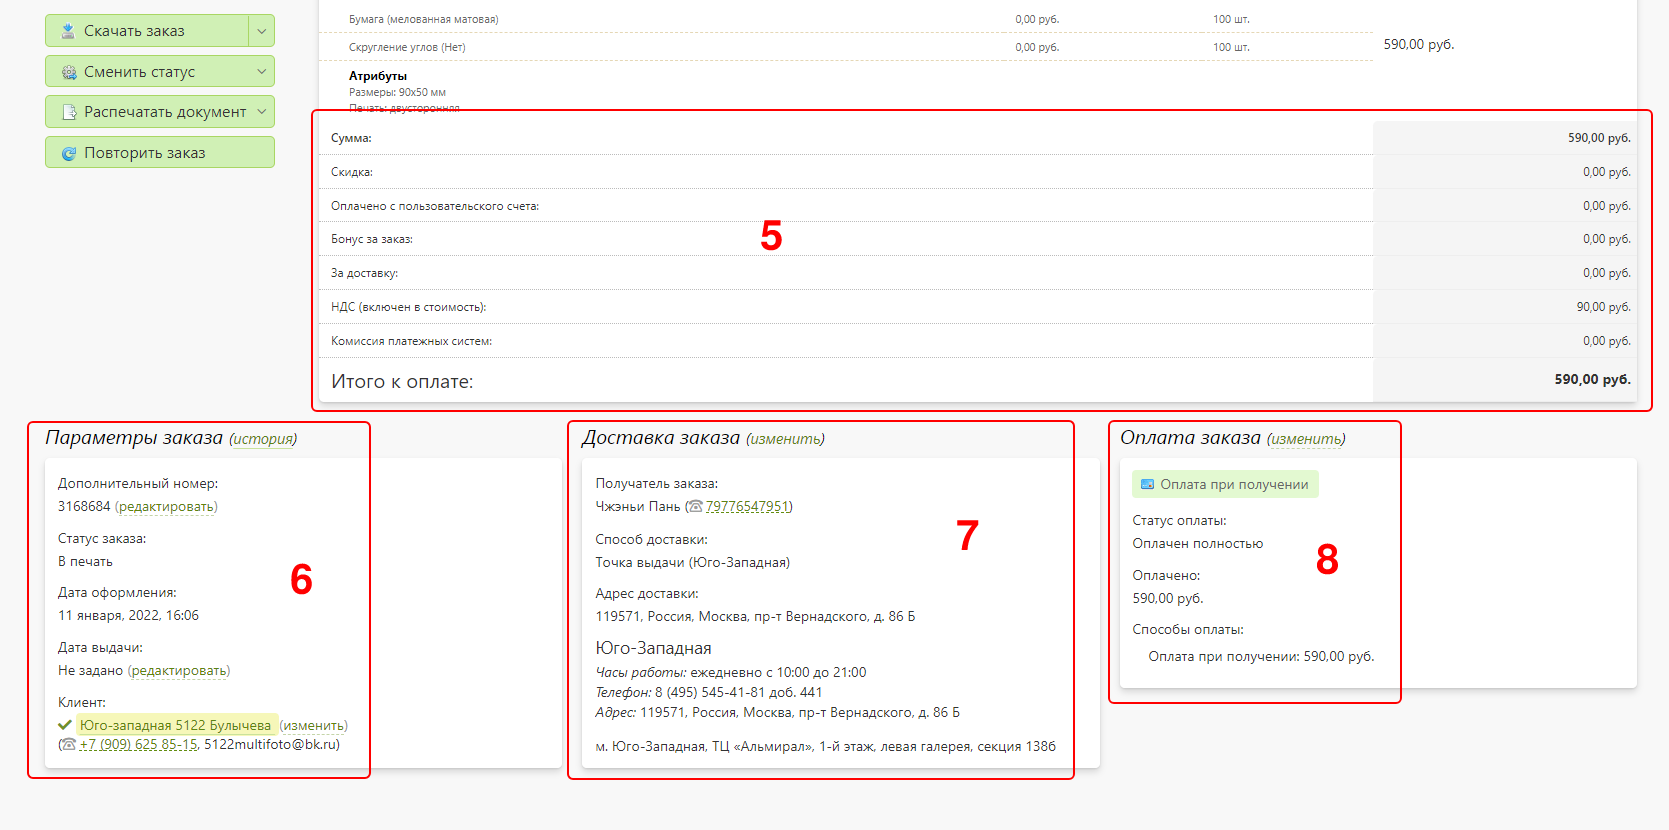 Скачать заказ
Сменить статус
Распечатать документ
Повторить заказ
Бумага (мелованная матовая) 0,00 руб. 100 шт.
Скругление углов (Нет) 0,00 руб. 100 шт.
590,00 руб.
Атрибуты
Размеры: 90x50 мм
Печать: двусторонняя
Сумма: 590,00 руб.
Скидка: 0,00 руб.
Оплачено с пользовательского счета: 0,00 руб.
5
Бонус за заказ: 0,00 руб.
За доставку: 0,00 руб.
НДС (включен в стоимость): 90,00 руб.
Комиссия платежных систем: 0,00 руб.
Итого к оплате: 590,00 руб.
Параметры заказа (история)
Дополнительный номер:
3168684 (редактировать)
Статус заказа:
В печать
6
Дата оформления:
11 января, 2022, 16:06
Дата выдачи:
Не задано (редактировать)
Клиент:
Юго-западная 5122 Булычева (изменить)
(+7 (909) 625 85-15, 5122multifoto@bk.ru)
Доставка заказа (изменить)
Получатель заказа:
Чжэньи Пань (79776547951)
7
Способ доставки:
Точка выдачи (Юго-Западная)
Адрес доставки:
119571, Россия, Москва, пр-т Вернадского, д. 86 Б
Юго-Западная
Часы работы: ежедневно с 10:00 до 21:00
Телефон: 8 (495) 545-41-81 доб. 441
Адрес: 119571, Россия, Москва, пр-т Вернадского, д. 86 Б
м. Юго-Западная, ТЦ «Альмирал», 1-й этаж, левая галерея, секция 138б
Оплата заказа (изменить)
Оплата при получении
Статус оплаты:
Оплачен полностью
8
Оплачено:
590,00 руб.
Способы оплаты:
Оплата при получении: 590,00 руб.